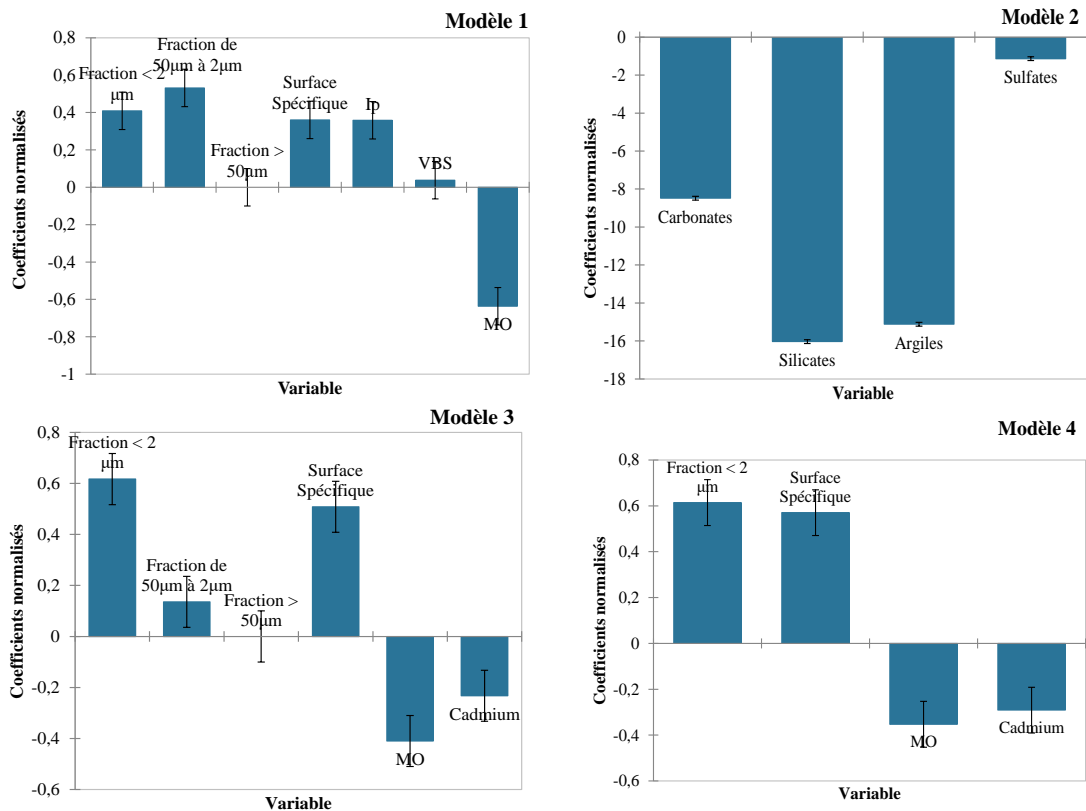 Modèle 1
0,8
0,6
0,4
0,2
0
-0,2
-0,4
-0,6
-0,8
-1
Coefficients normalisés
Fraction < 2
µm
Fraction de
50µm à 2µm
Fraction >
50µm
Surface
Spécifique
Ip
VBS
MO
Variable
Modèle 2
0
-2
-4
-6
-8
-10
-12
-14
-16
-18
Coefficients normalisés
Carbonates
Silicates
Argiles
Sulfates
Variable
Modèle 3
0,8
0,6
0,4
0,2
0
-0,2
-0,4
-0,6
Coefficients normalisés
Fraction < 2
µm
Fraction de
50µm à 2µm
Fraction >
50µm
Surface
Spécifique
MO
Cadmium
Variable
Modèle 4
0,8
0,6
0,4
0,2
0
-0,2
-0,4
-0,6
Coefficients normalisés
Fraction < 2
µm
Surface
Spécifique
MO
Cadmium
Variable